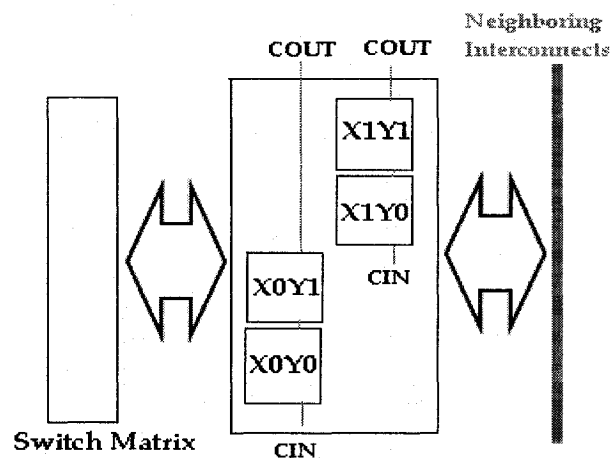 Neighboring
Interconnects
COUT
COUT
X1Y1
X1Y0
CIN
X0Y1
X0Y0
CIN
Switch Matrix